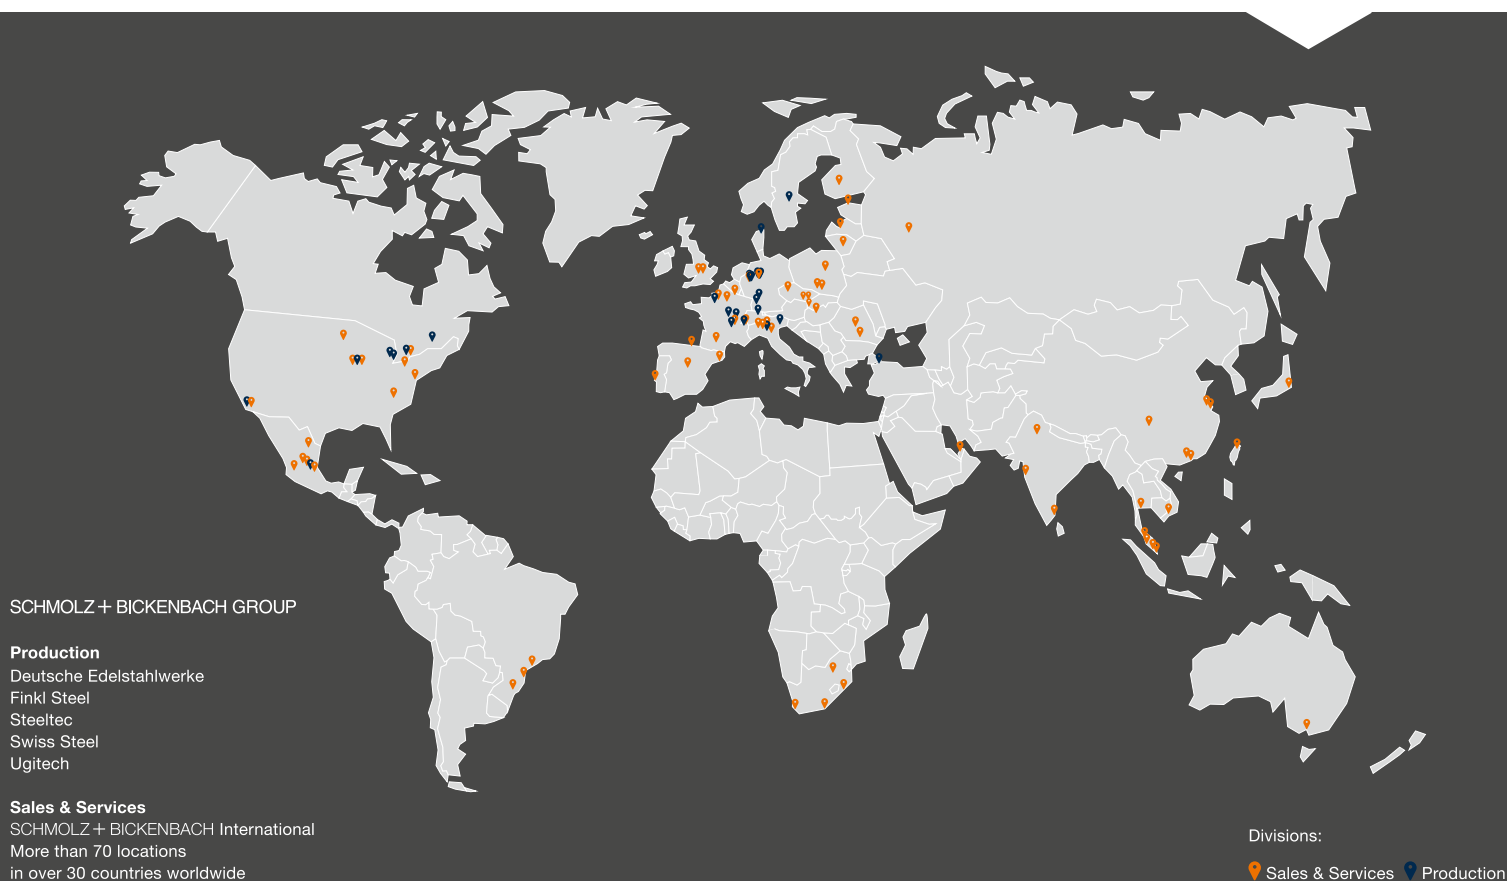 SCHMOLZ + BICKENBACH GROUP
Production
Deutsche Edelstahlwerke
Finkl Steel
Steeltec
Swiss Steel
Ugitech
Sales & Services
SCHMOLZ + BICKENBACH International
More than 70 locations
in over 30 countries worldwide
Divisions:
Sales & Services Production